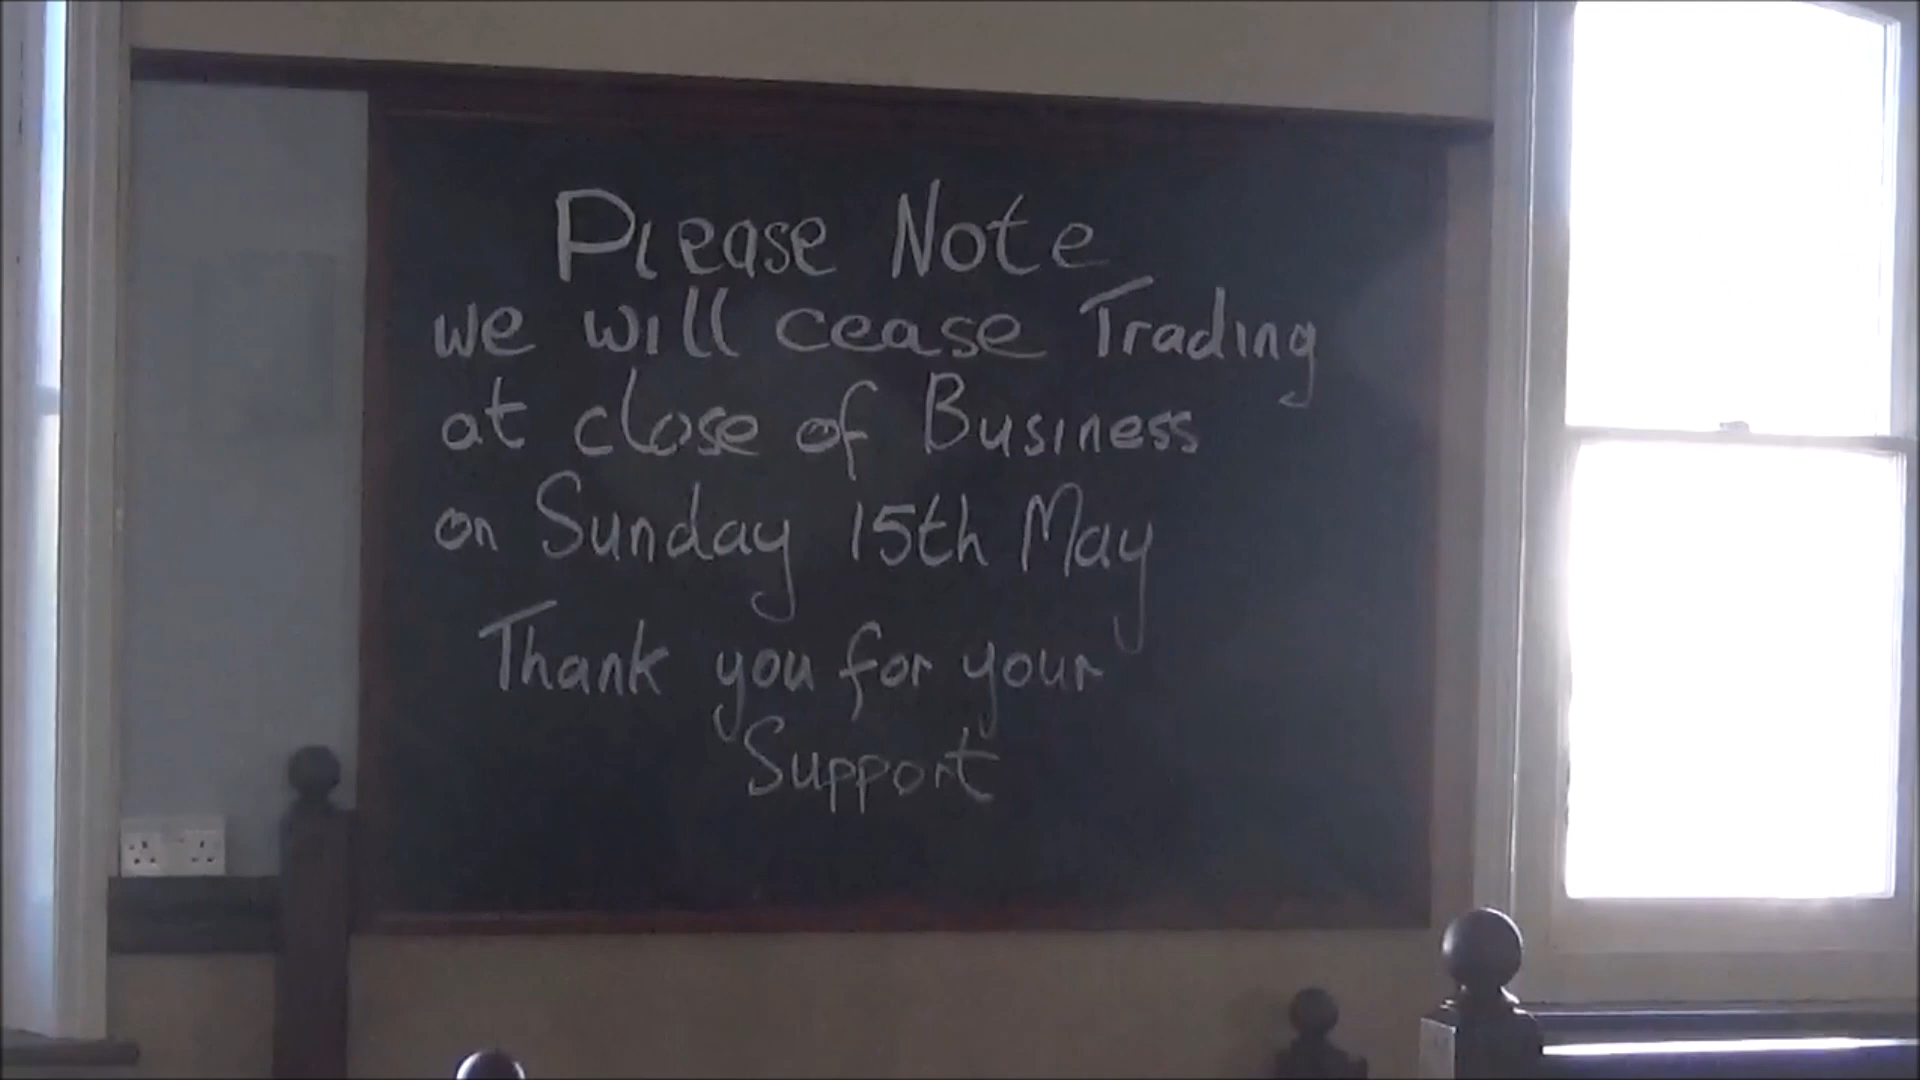 Please Note
we will cease Trading
at close of Business
on Sunday 15th May
Thank you for your
Support